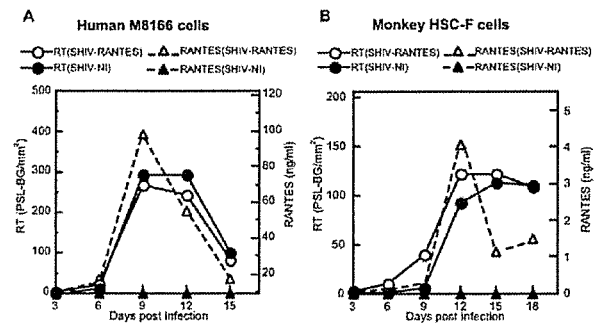 A
Human M8166 cells
RT(SHIV-RANTES)
RT(SHIV-NI)
RANTES(SHIV-RANTES)
RANTES(SHIV-NI)
RT (PSL-BG/mm²)
500
400
300
200
100
0
120
100
80
60
40
20
RANTES (ng/ml)
3 6 9 12 15
Days post infection
B
Monkey HSC-F cells
RT(SHIV-RANTES)
RT(SHIV-NI)
RANTES(SHIV-RANTES)
RANTES(SHIV-NI)
RT (PSL-BG/mm²)
200
150
100
50
0
5
4
3
2
1
0
RANTES (ng/ml)
3 6 9 12 15 18
Days post infection